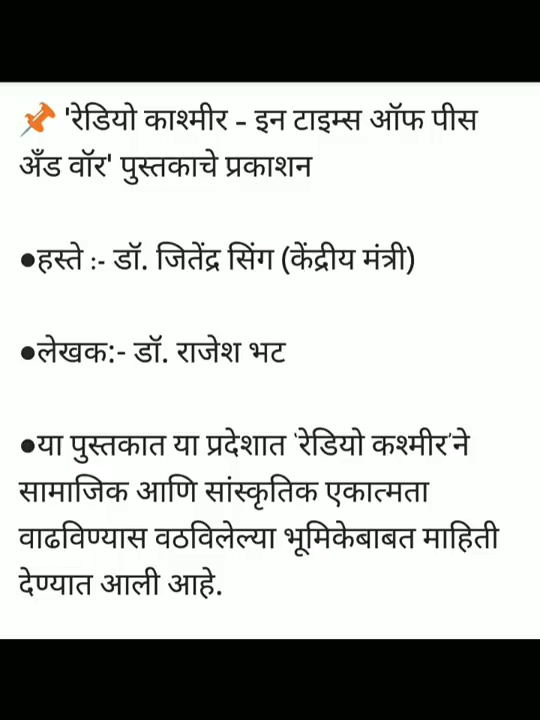 📌 'रेडियो काश्मीर - इन टाइम्स ऑफ पीस
अँड वॉर' पुस्तकाचे प्रकाशन
●हस्ते :- डॉ. जितेंद्र सिंग (केंद्रीय मंत्री)
●लेखक:- डॉ. राजेश भट
●या पुस्तकात या प्रदेशात 'रेडियो कश्मीर'ने
सामाजिक आणि सांस्कृतिक एकात्मता
वाढविण्यास वठविलेल्या भूमिकेबाबत माहिती
देण्यात आली आहे.